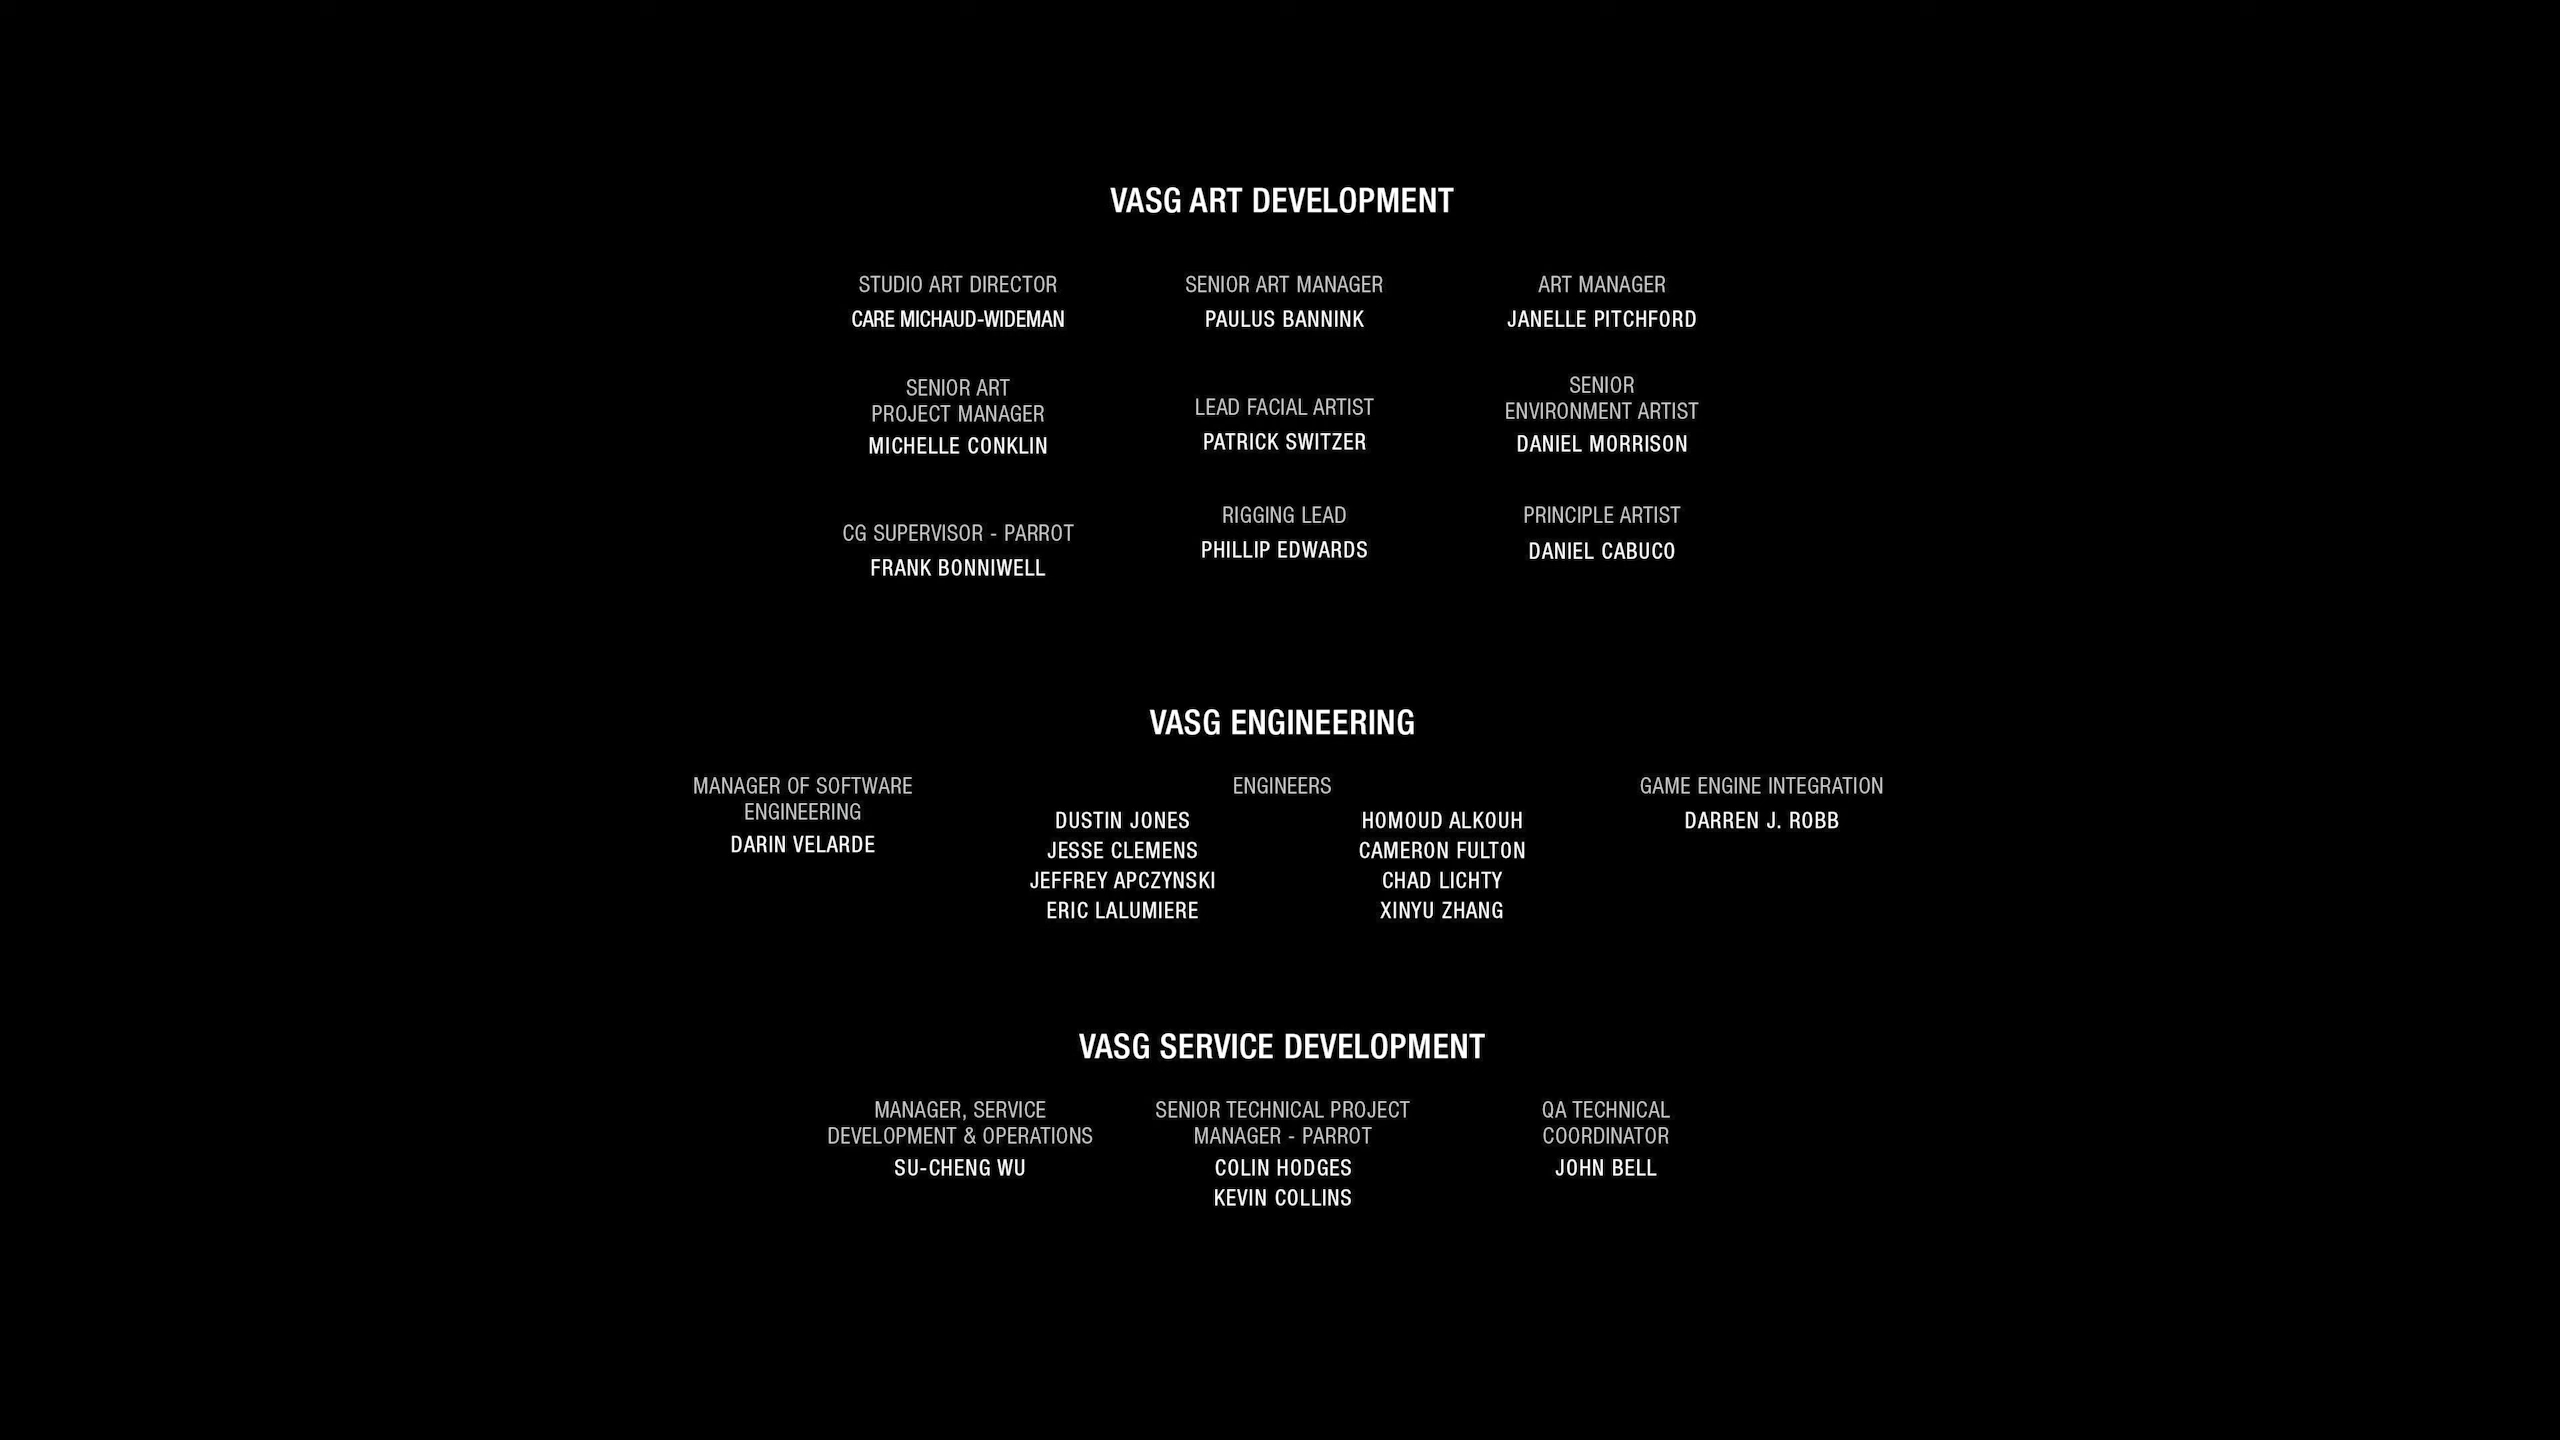 VASG ART DEVELOPMENT
STUDIO ART DIRECTOR
CARE MICHAUD-WIDEMAN
SENIOR ART MANAGER
PAULUS BANNINK
ART MANAGER
JANELLE PITCHFORD
SENIOR ART
PROJECT MANAGER
MICHELLE CONKLIN
LEAD FACIAL ARTIST
PATRICK SWITZER
SENIOR
ENVIRONMENT ARTIST
DANIEL MORRISON
CG SUPERVISOR - PARROT
FRANK BONNIWELL
RIGGING LEAD
PHILLIP EDWARDS
PRINCIPLE ARTIST
DANIEL CABUCO
VASG ENGINEERING
MANAGER OF SOFTWARE
ENGINEERING
DARIN VELARDE
ENGINEERS
DUSTIN JONES
JESSE CLEMENS
JEFFREY APCZYNSKI
ERIC LALUMIERE
HOMOUD ALKOUH
CAMERON FULTON
CHAD LICHTY
XINYU ZHANG
GAME ENGINE INTEGRATION
DARREN J. ROBB
VASG SERVICE DEVELOPMENT
MANAGER, SERVICE
DEVELOPMENT & OPERATIONS
SU-CHENG WU
SENIOR TECHNICAL PROJECT
MANAGER - PARROT
COLIN HODGES
KEVIN COLLINS
QA TECHNICAL
COORDINATOR
JOHN BELL